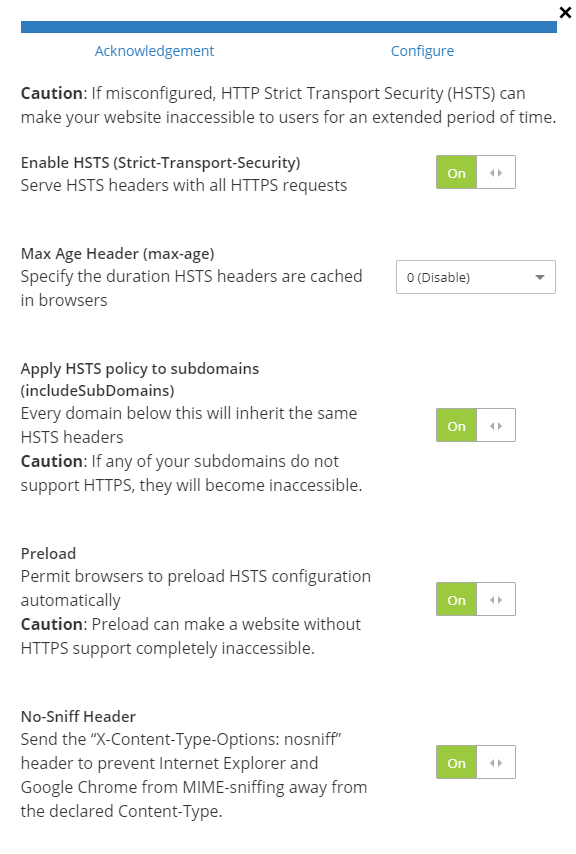 Acknowledgement
Configure
Caution: If misconfigured, HTTP Strict Transport Security (HSTS) can
make your website inaccessible to users for an extended period of time.
Enable HSTS (Strict-Transport-Security)
Serve HSTS headers with all HTTPS requests
On
Max Age Header (max-age)
Specify the duration HSTS headers are cached
in browsers
0 (Disable)
Apply HSTS policy to subdomains
(includeSubDomains)
Every domain below this will inherit the same
HSTS headers
Caution: If any of your subdomains do not
support HTTPS, they will become inaccessible.
On
Preload
Permit browsers to preload HSTS configuration
automatically
Caution: Preload can make a website without
HTTPS support completely inaccessible.
On
No-Sniff Header
Send the “X-Content-Type-Options: nosniff”
header to prevent Internet Explorer and
Google Chrome from MIME-sniffing away from
the declared Content-Type.
On